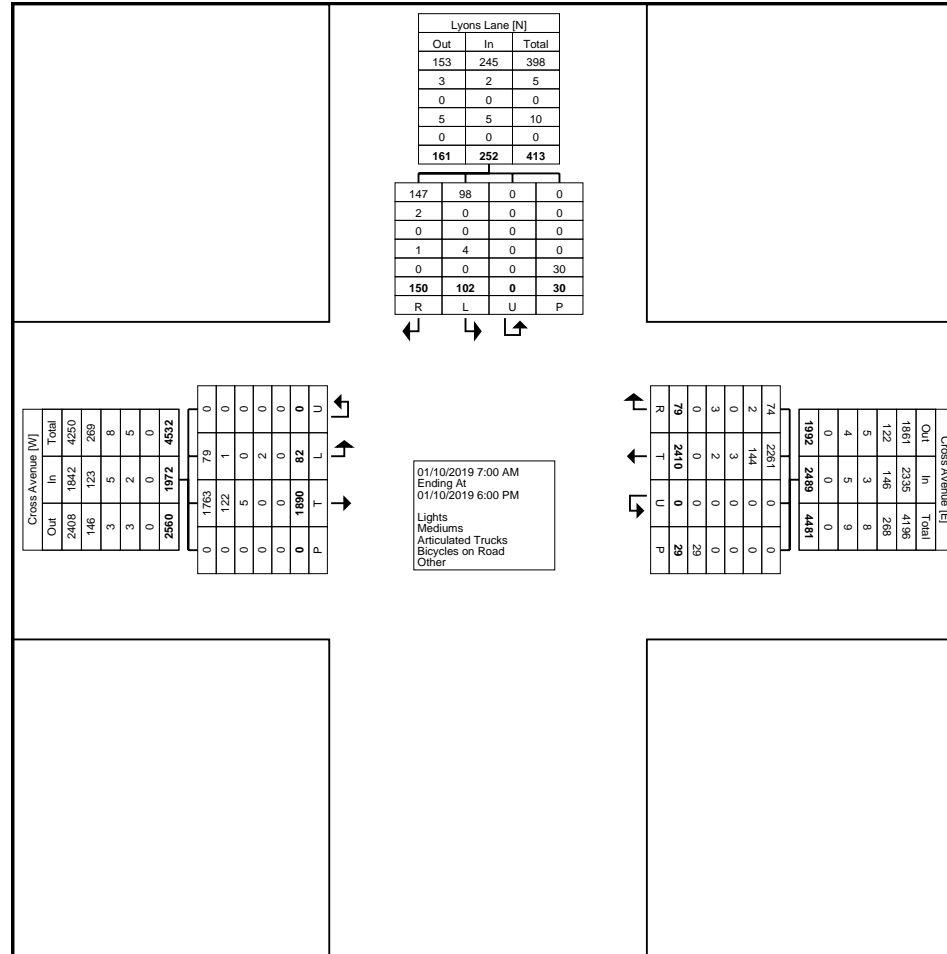 Lyons Lane [N]
Out In Total
153 245 398
3 2 5
0 0 0
5 5 10
0 0 0
161 252 413
147 98 0 0
2 0 0 0
0 0 0 0
1 4 0 0
0 0 0 30
150 102 0 30
R L U P
Cross Avenue [W]
Out In Total
2408 1842 4250
146 123 269
3 5 8
3 2 5
0 0 0
2560 1972 4532
0 1763 79 0
0 122 1 0
0 5 0 0
0 0 2 0
0 0 0 0
0 1890 82 0
P T L U
01/10/2019 7:00 AM
Ending At
01/10/2019 6:00 PM
Lights
Mediums
Articulated Trucks
Bicycles on Road
Other
Cross Avenue [E]
Out In Total
1861 2335 4196
122 146 268
5 3 8
4 5 9
0 0 0
1992 2489 4481
74 2261 0 0
2 144 0 0
0 3 0 0
3 2 0 0
0 0 0 29
79 2410 0 29
R T U P